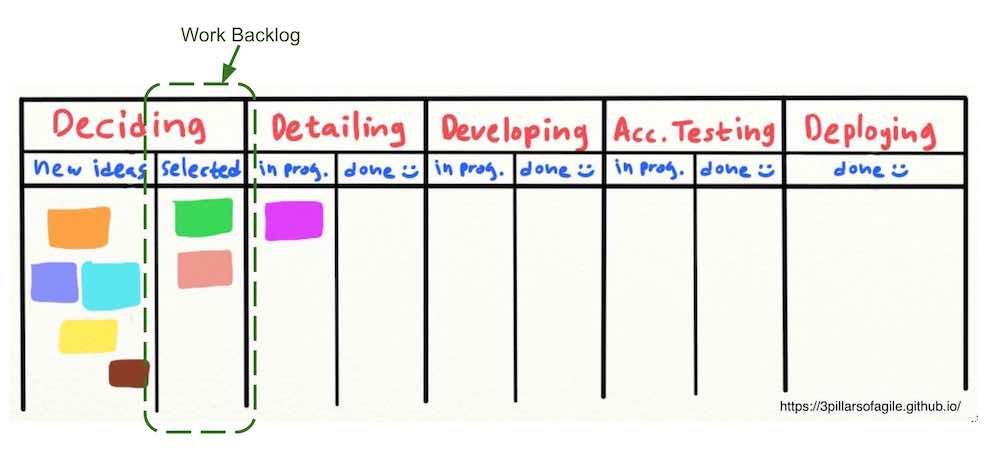 Work Backlog
Deciding Detailing Developing Acc. Testing Deploying
new ideas selected in prog. done in prog. done in prog. done done
https://3pillarsofagile.github.io/